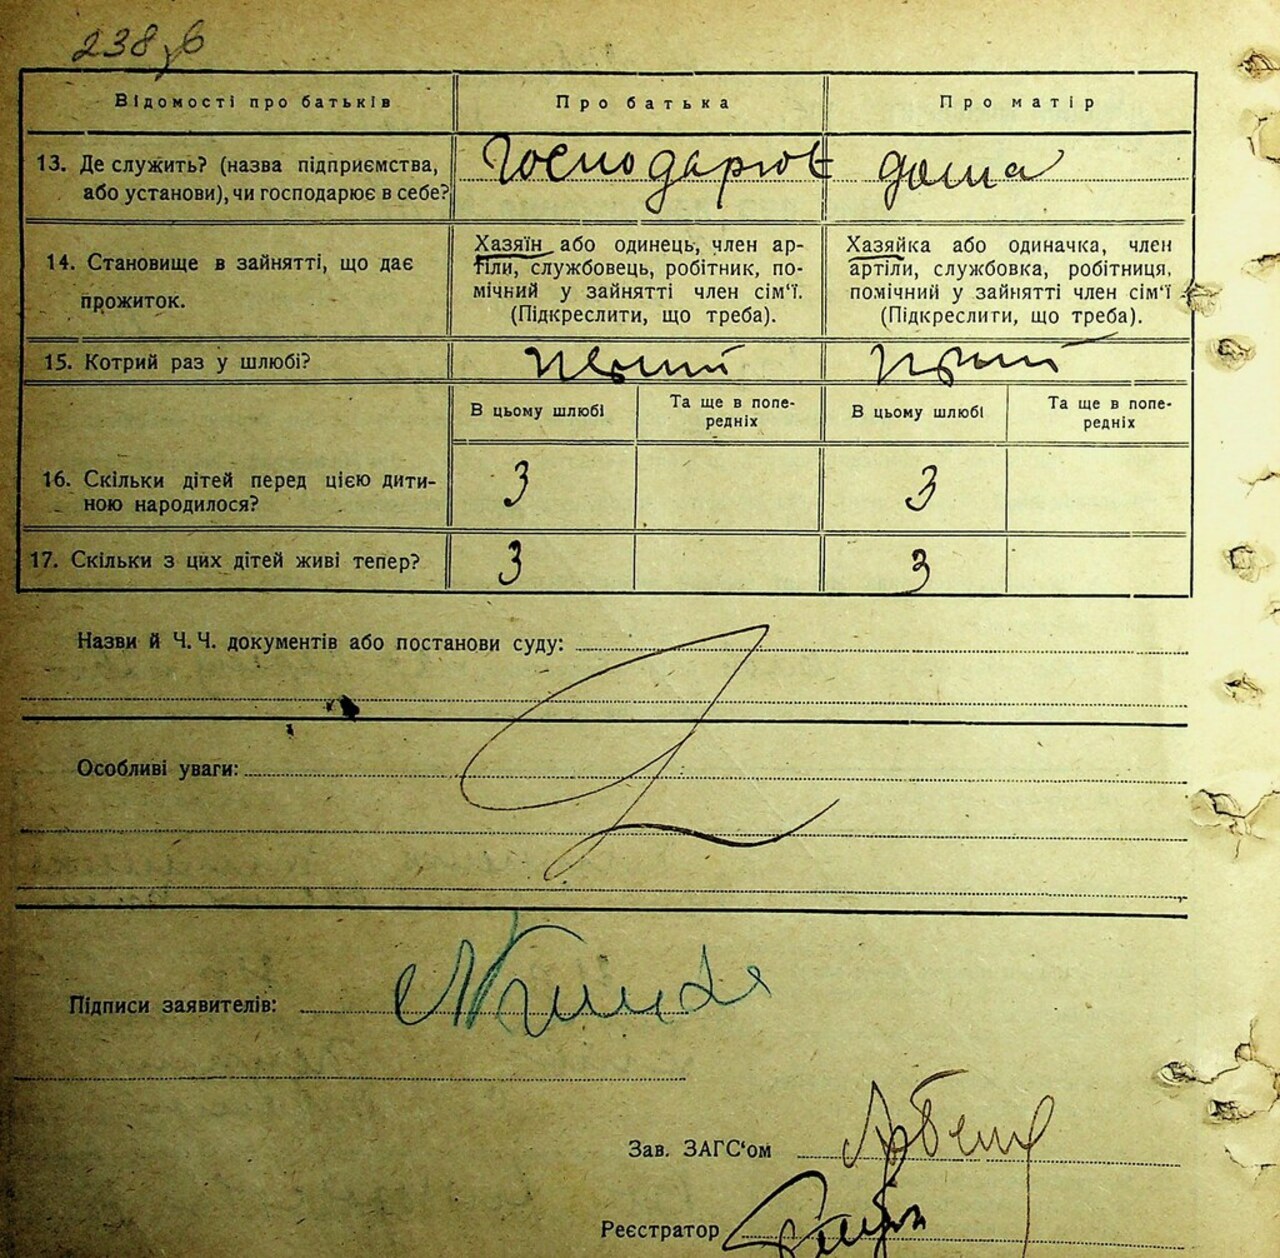 238 зв
Відомості про батьків
Про батька
Про матір
13. Де служить? (назва підприємства, або установи), чи господарює в себе?
Господарює дома
14. Становище в зайнятті, що дає прожиток.
Хазяїн або одинець, член ар-
тіли, службовець, робітник, по-
мічний у зайнятті член сім'ї.
(Підкреслити, що треба).
Хазяйка або одиначка, член
артіли, службовка, робітниця,
помічний у зайнятті член сім'ї
(Підкреслити, що треба).
15. Котрий раз у шлюбі?
В цьому шлюбі
Та ще в попе-
редніх
В цьому шлюбі
Та ще в попе-
редніх
16. Скільки дітей перед цією дити-
ною народилося?
3
3
17. Скільки з цих дітей живі тепер?
3
3
Назви й Ч. Ч. документів або постанови суду:
Особливі уваги:
Підписи заявителів:
Зав. ЗАГС'ом
Реєстратор